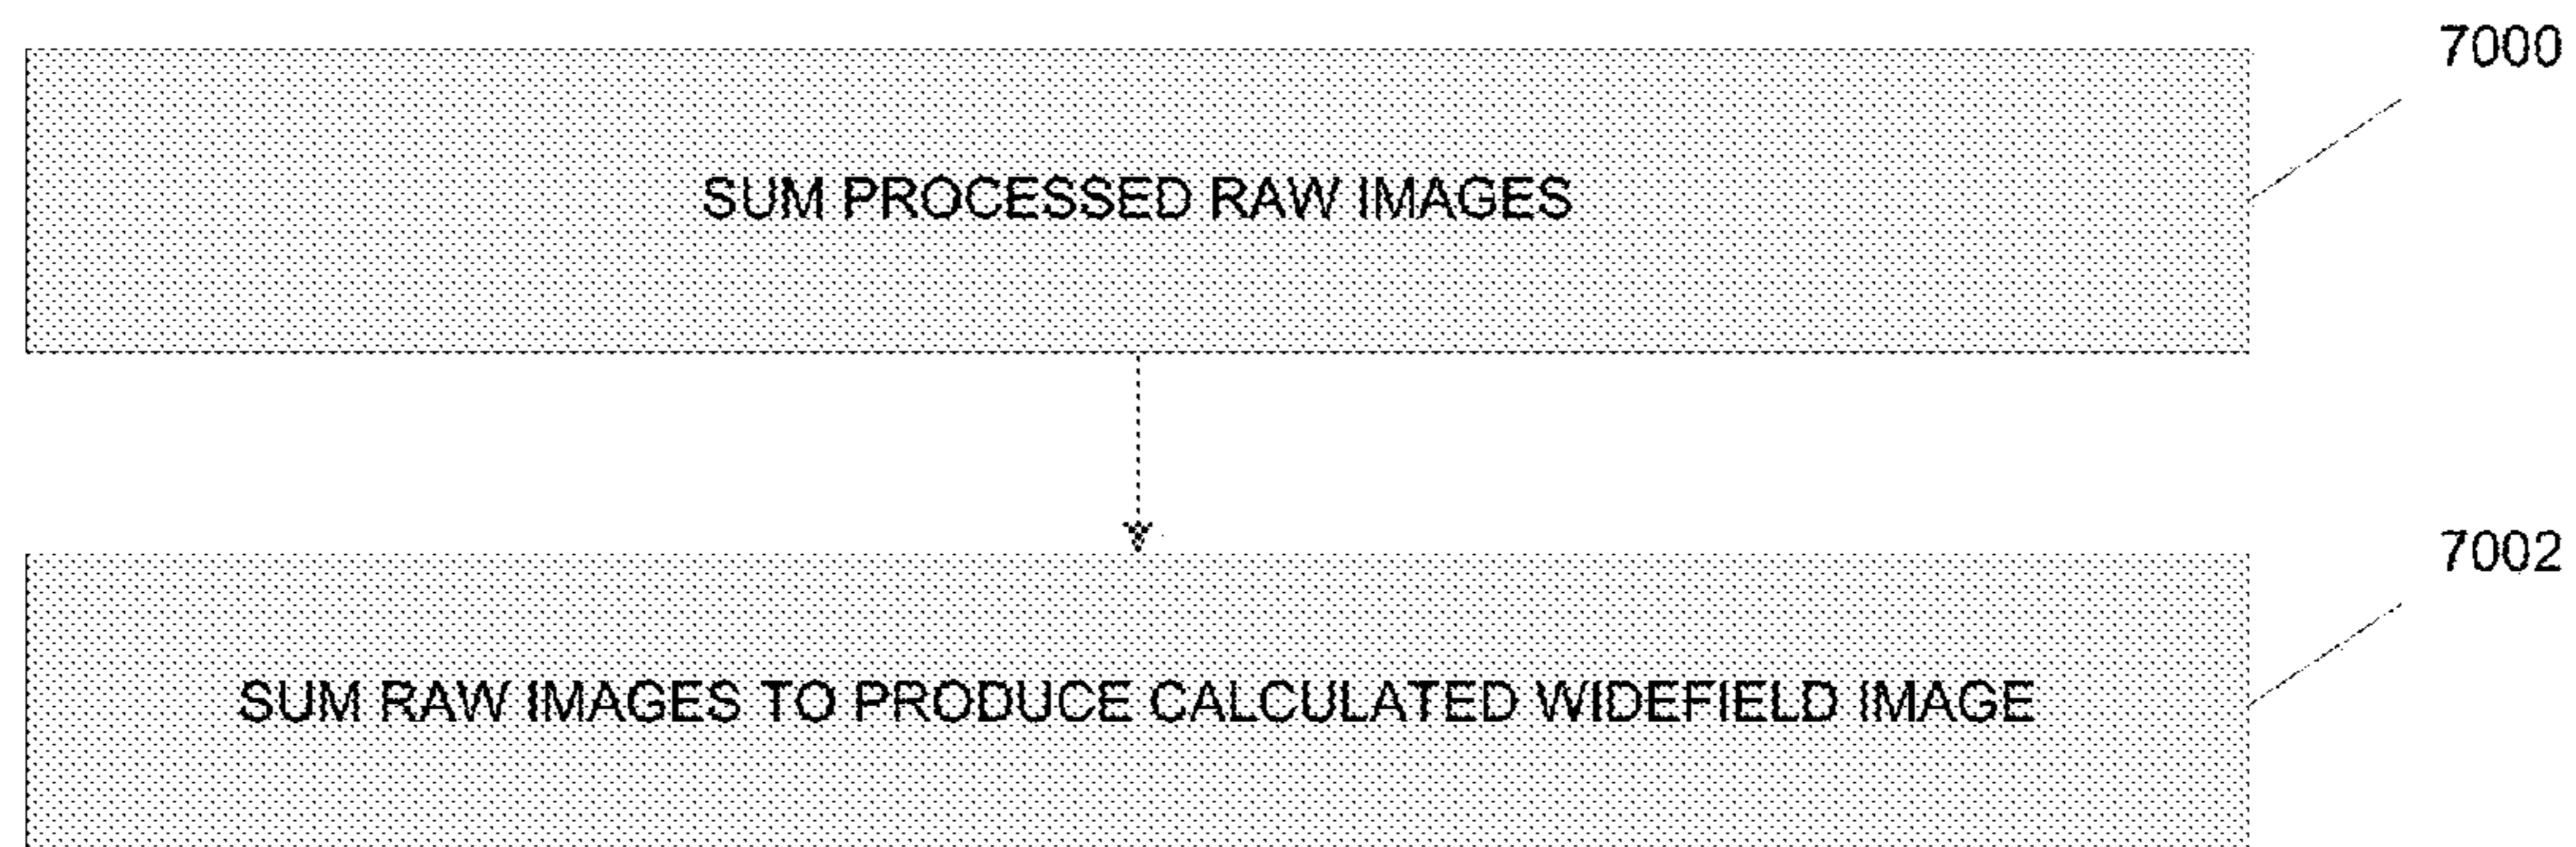 7000
SUM PROCESSED RAW IMAGES
7002
SUM RAW IMAGES TO PRODUCE CALCULATED WIDEFIELD IMAGE